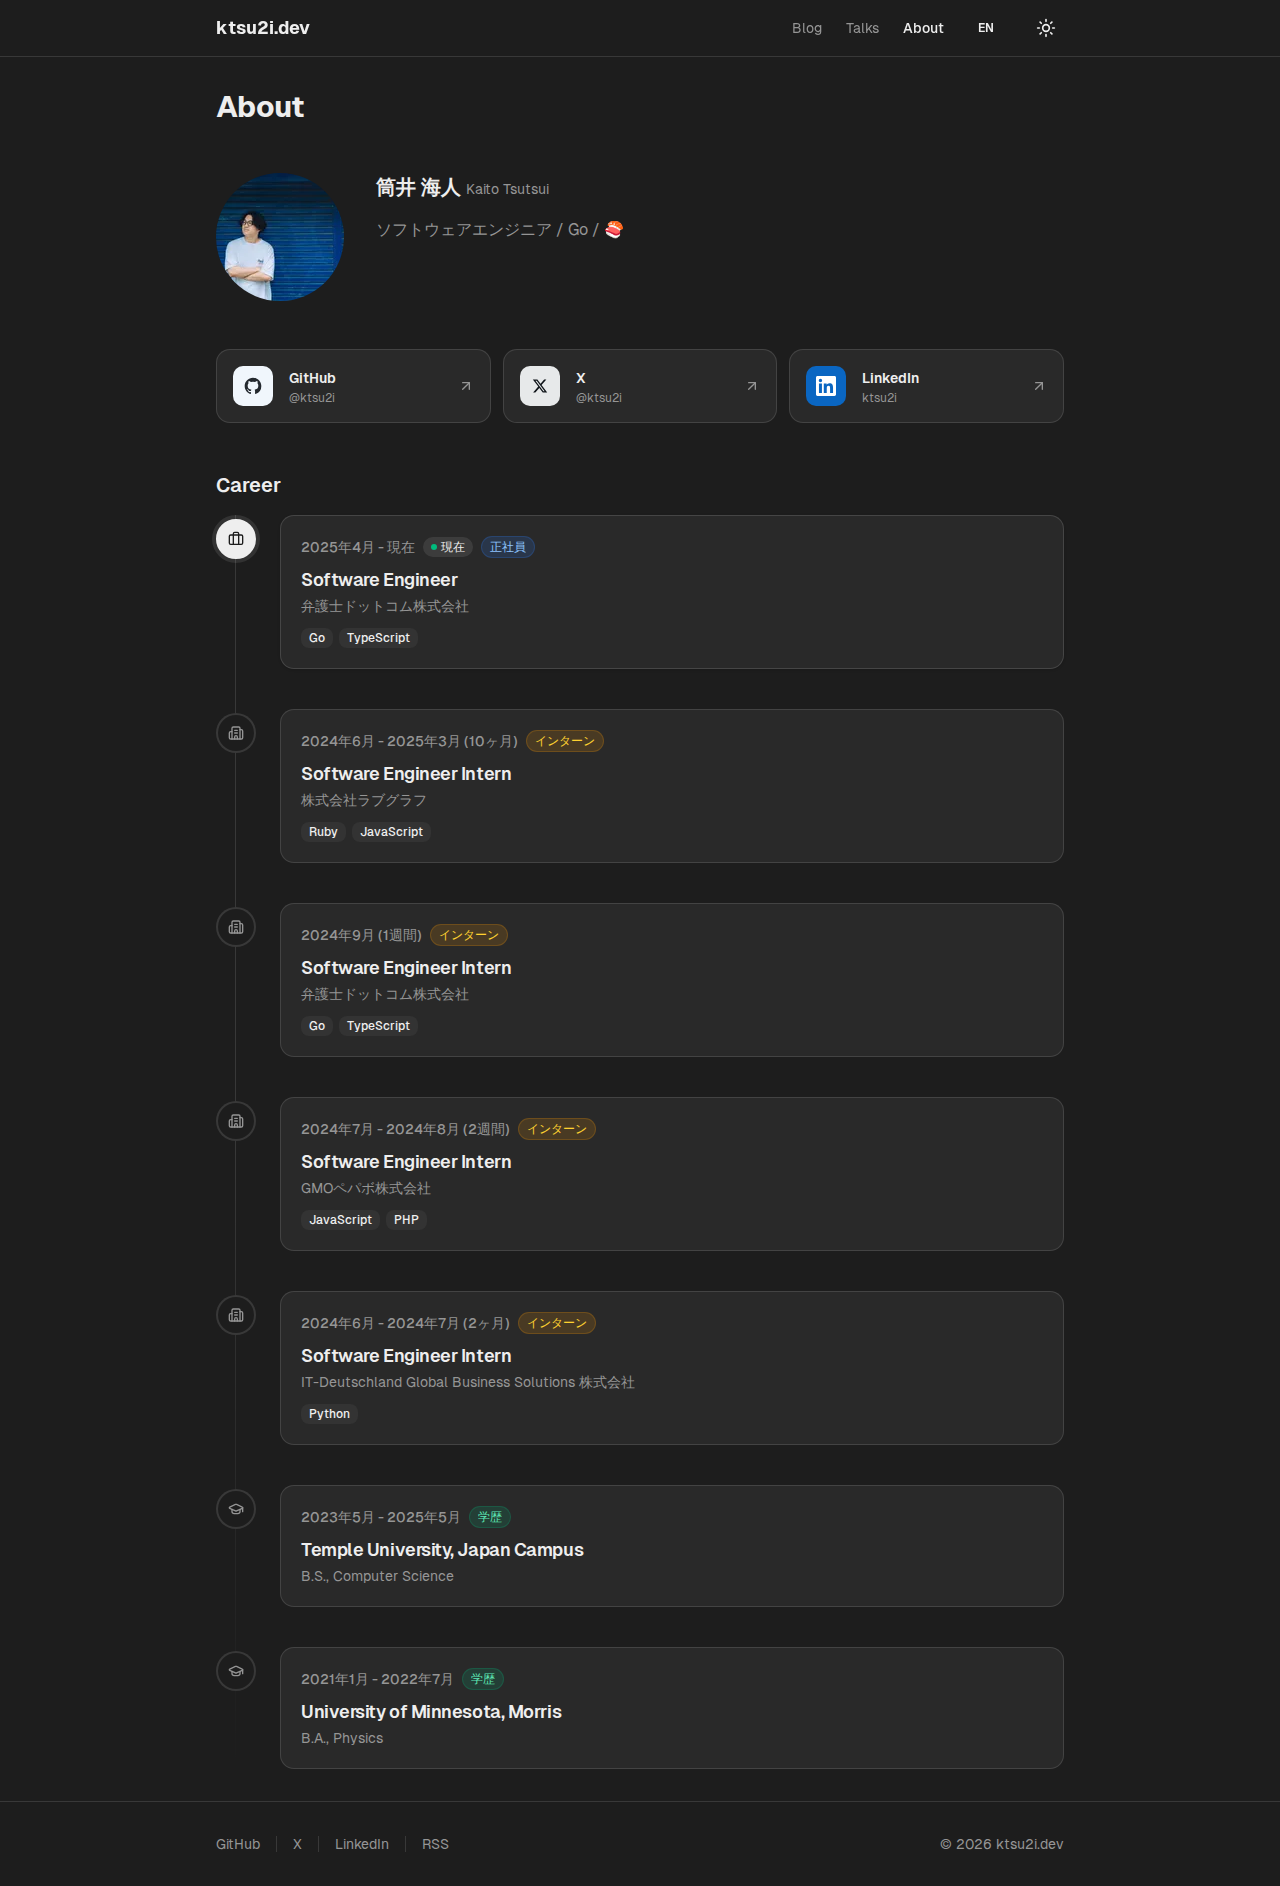 ktsu2i.dev
Blog Talks About EN
About
筒井 海人 Kaito Tsutsui
ソフトウェアエンジニア / Go / 🍣
GitHub
@ktsu2i
X
@ktsu2i
LinkedIn
ktsu2i
Career
2025年4月 - 現在 現在 正社員
Software Engineer
弁護士ドットコム株式会社
Go TypeScript
2024年6月 - 2025年3月 (10ヶ月) インターン
Software Engineer Intern
株式会社ラブグラフ
Ruby JavaScript
2024年9月 (1週間) インターン
Software Engineer Intern
弁護士ドットコム株式会社
Go TypeScript
2024年7月 - 2024年8月 (2週間) インターン
Software Engineer Intern
GMOペパボ株式会社
JavaScript PHP
2024年6月 - 2024年7月 (2ヶ月) インターン
Software Engineer Intern
IT-Deutschland Global Business Solutions 株式会社
Python
2023年5月 - 2025年5月 学歴
Temple University, Japan Campus
B.S., Computer Science
2021年1月 - 2022年7月 学歴
University of Minnesota, Morris
B.A., Physics
GitHub X LinkedIn RSS
© 2026 ktsu2i.dev